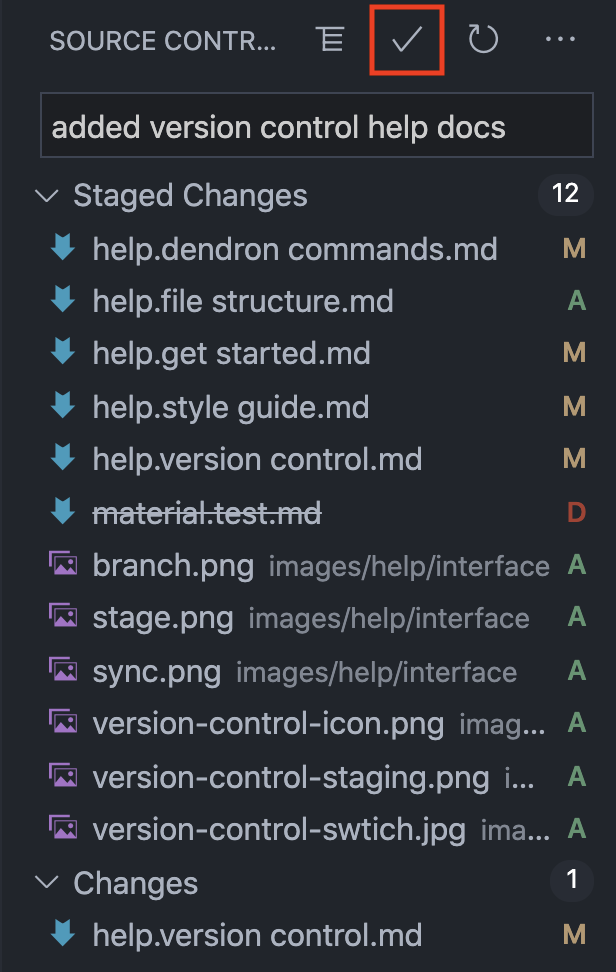 SOURCE CONTR...
added version control help docs
Staged Changes 12
help.dendron commands.md M
help.file structure.md A
help.get started.md M
help.style guide.md M
help.version control.md M
material.test.md D
branch.png images/help/interface A
stage.png images/help/interface A
sync.png images/help/interface A
version-control-icon.png imag... A
version-control-staging.png i... A
version-control-swtich.jpg ima... A
Changes 1
help.version control.md M